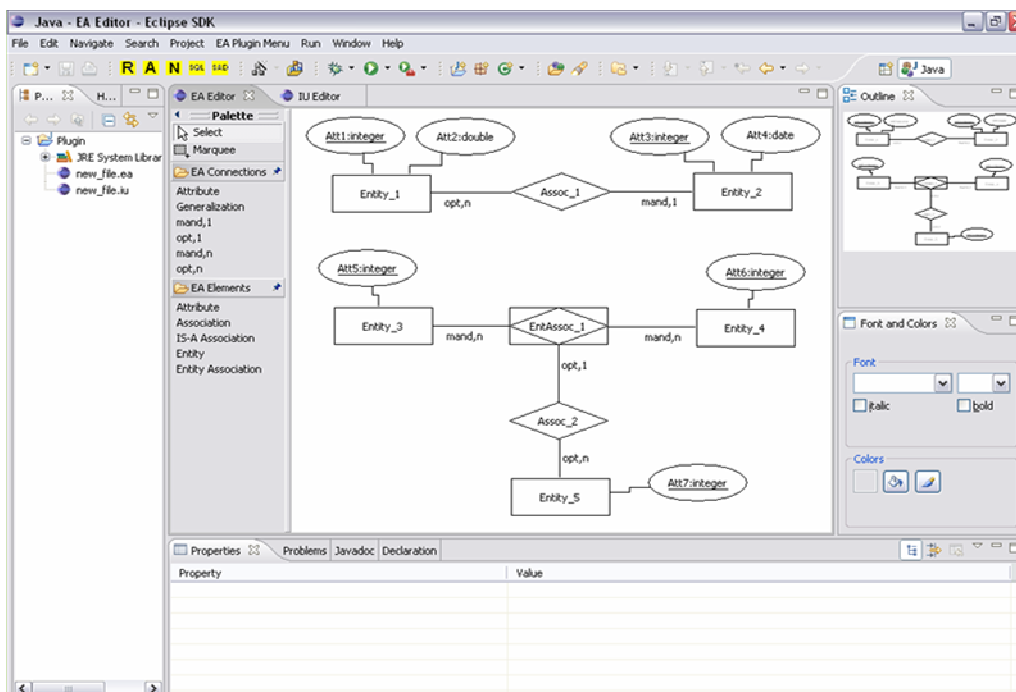 Java - EA Editor - Eclipse SDK
File Edit Navigate Search Project EA Plugin Menu Run Window Help
R A N SQL SAD
Java
P... H...
Plugin
JRE System Librar
new_file.ea
new_file.iu
EA Editor IU Editor
Palette
Select
Marquee
EA Connections
Attribute
Generalization
mand,1
opt,1
mand,n
opt,n
EA Elements
Attribute
Association
IS-A Association
Entity
Entity Association
Att1:integer Att2:double Att3:integer Att4:date
Entity_1 Assoc_1 Entity_2
opt,n mand,1
Att5:integer Att6:integer
Entity_3 EntAssoc_1 Entity_4
mand,n mand,n
opt,1
Assoc_2
opt,n
Entity_5 Att7:integer
Outline
Font and Colors
Font
italic bold
Colors
Properties Problems Javadoc Declaration
Property Value